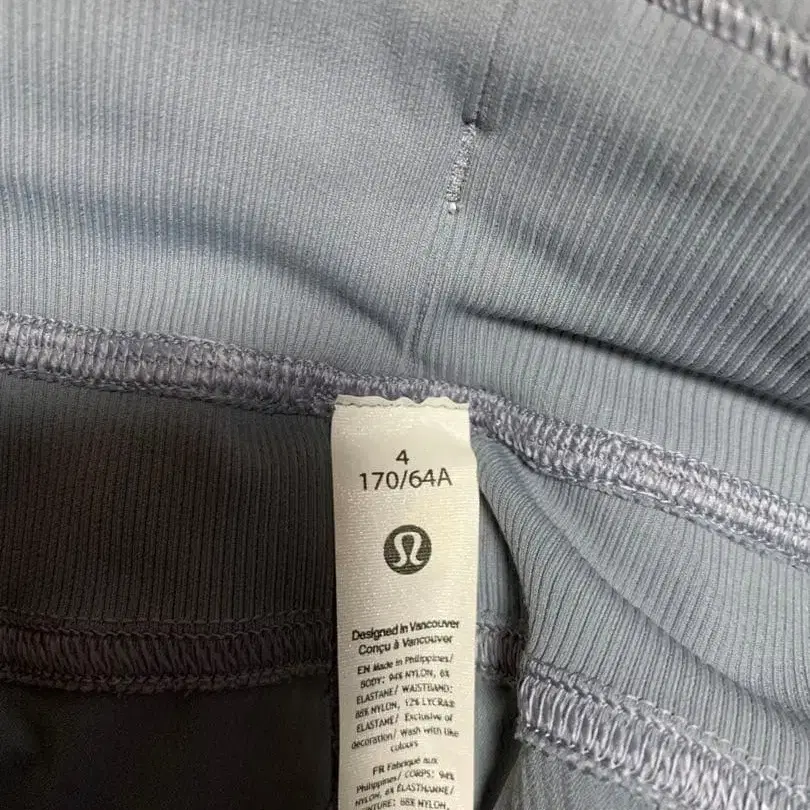 4
170/64A
Designed in Vancouver
Conçu à Vancouver
EN Made in Philippines/
BODY: 94% NYLON, 6%
ELASTANE/ WAISTBAND:
88% NYLON, 12% LYCRA®
ELASTANE/ Exclusive of
decoration/ Wash with like
colours
FR Fabriqué aux
Philippines/ CORPS: 94%
NYLON, 6% ÉLASTHANNE/
88% NYLON,